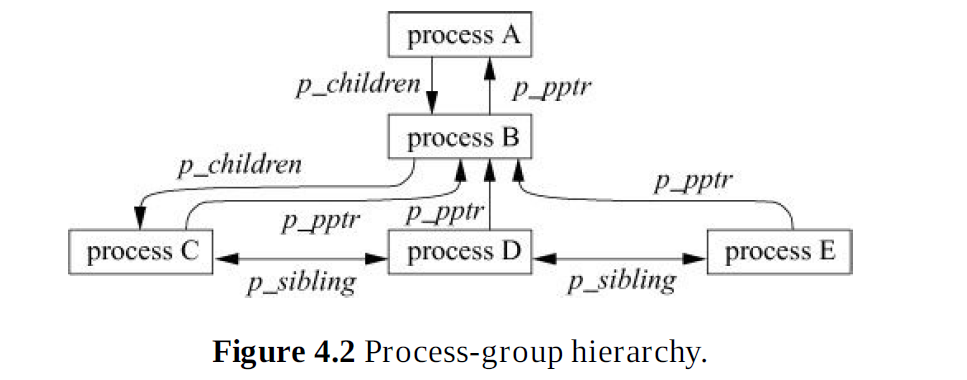 process A
p_children
p_pptr
process B
p_children
p_pptr
p_pptr
p_pptr
process C
process D
process E
p_sibling
p_sibling
Figure 4.2 Process-group hierarchy.